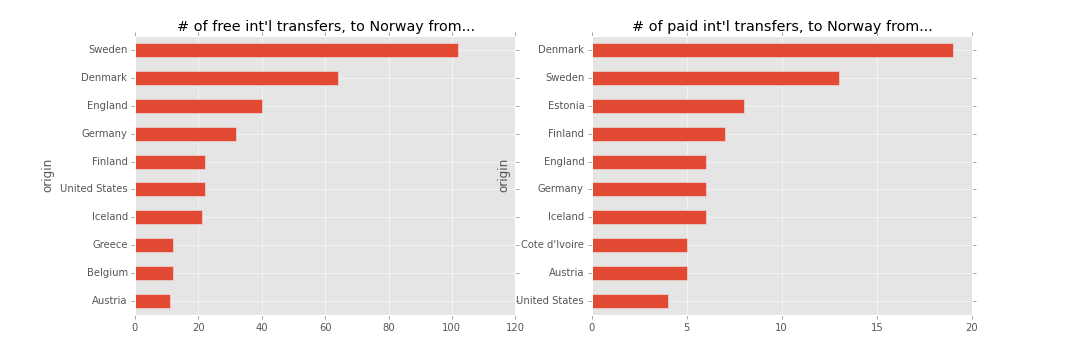 # of free int'l transfers, to Norway from...
origin
Sweden
Denmark
England
Germany
Finland
United States
Iceland
Greece
Belgium
Austria
0 20 40 60 80 100 120
# of paid int'l transfers, to Norway from...
origin
Denmark
Sweden
Estonia
Finland
England
Germany
Iceland
Cote d'Ivoire
Austria
United States
0 5 10 15 20